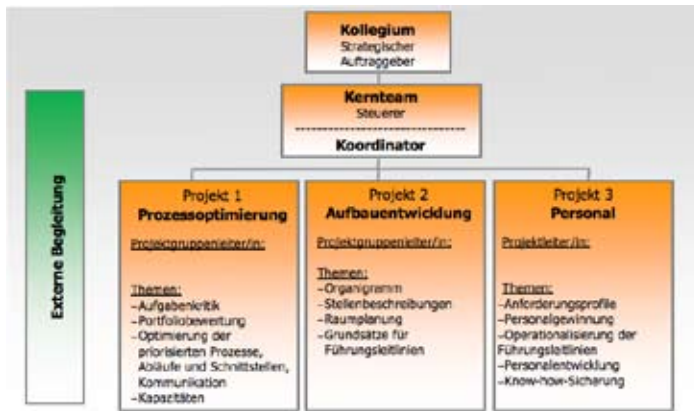 Kollegium
Strategischer
Auftraggeber
Kernteam
Steuerer
Koordinator
Externe Begleitung
Projekt 1
Prozessoptimierung
Projektgruppenleiter/in:
Themen:
-Aufgabenkritik
-Portfoliobewertung
-Optimierung der
priorisierten Prozesse,
Abläufe und Schnittstellen,
Kommunikation
-Kapazitäten
Projekt 2
Aufbauentwicklung
Projektgruppenleiter/in:
Themen:
-Organigramm
-Stellenbeschreibungen
-Raumplanung
-Grundsätze für
Führungsleitlinien
Projekt 3
Personal
Projektleiter/in:
Themen:
-Anforderungsprofile
-Personalgewinnung
-Operationalisierung der
Führungsleitlinien
-Personalentwicklung
-Know-how-Sicherung